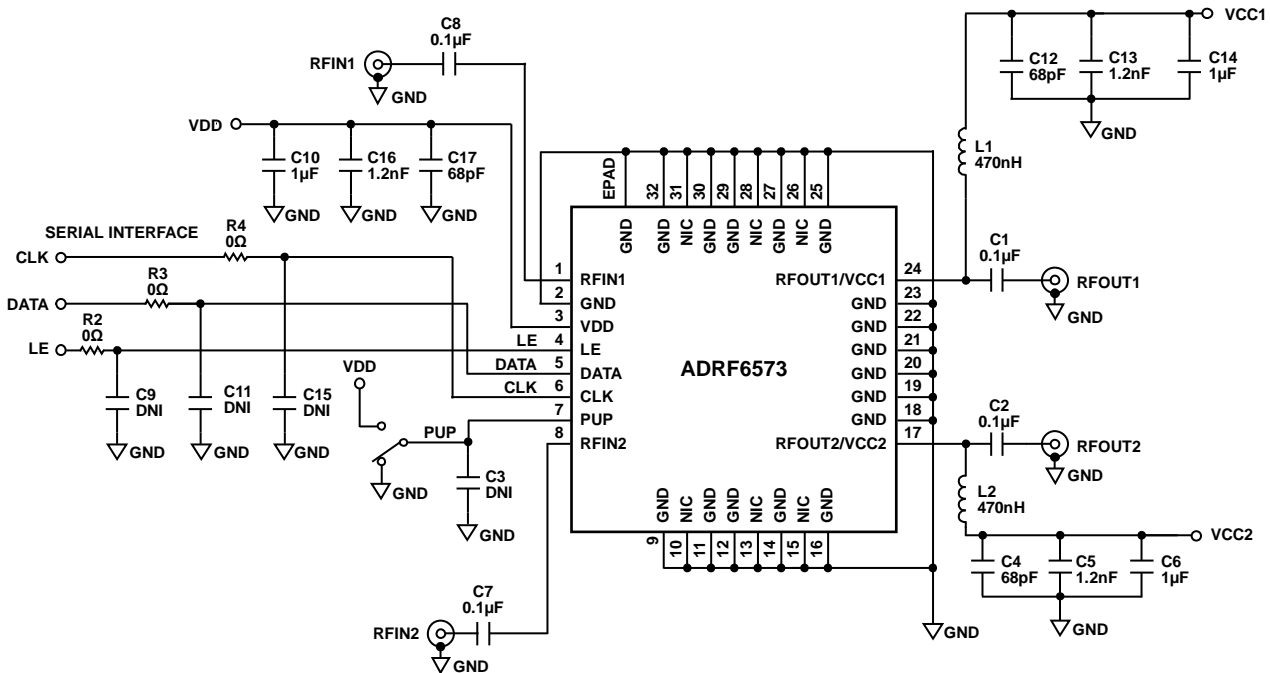 C8
0.1µF
RFIN1
GND
VDD
C10
1µF
C16
1.2nF
C17
68pF
GND
GND
GND
SERIAL INTERFACE
R4
0Ω
CLK
R3
0Ω
DATA
R2
0Ω
LE
C9
DNI
C11
DNI
C15
DNI
GND
GND
GND
VDD
PUP
GND
C3
DNI
GND
C7
0.1µF
RFIN2
GND
LE
DATA
CLK
1
2
3
4
5
6
7
8
RFIN1
GND
VDD
LE
DATA
CLK
PUP
RFIN2
EPAD
32
31
30
29
28
27
26
25
GND
GND
NIC
GND
GND
NIC
GND
NIC
GND
ADRF6573
RFOUT1/VCC1
GND
GND
GND
GND
GND
GND
RFOUT2/VCC2
24
23
22
21
20
19
18
17
GND
NIC
GND
GND
NIC
GND
NIC
GND
9
10
11
12
13
14
15
16
VCC1
C12
68pF
C13
1.2nF
C14
1µF
GND
L1
470nH
C1
0.1µF
RFOUT1
GND
C2
0.1µF
RFOUT2
GND
L2
470nH
VCC2
C4
68pF
C5
1.2nF
C6
1µF
GND
GND